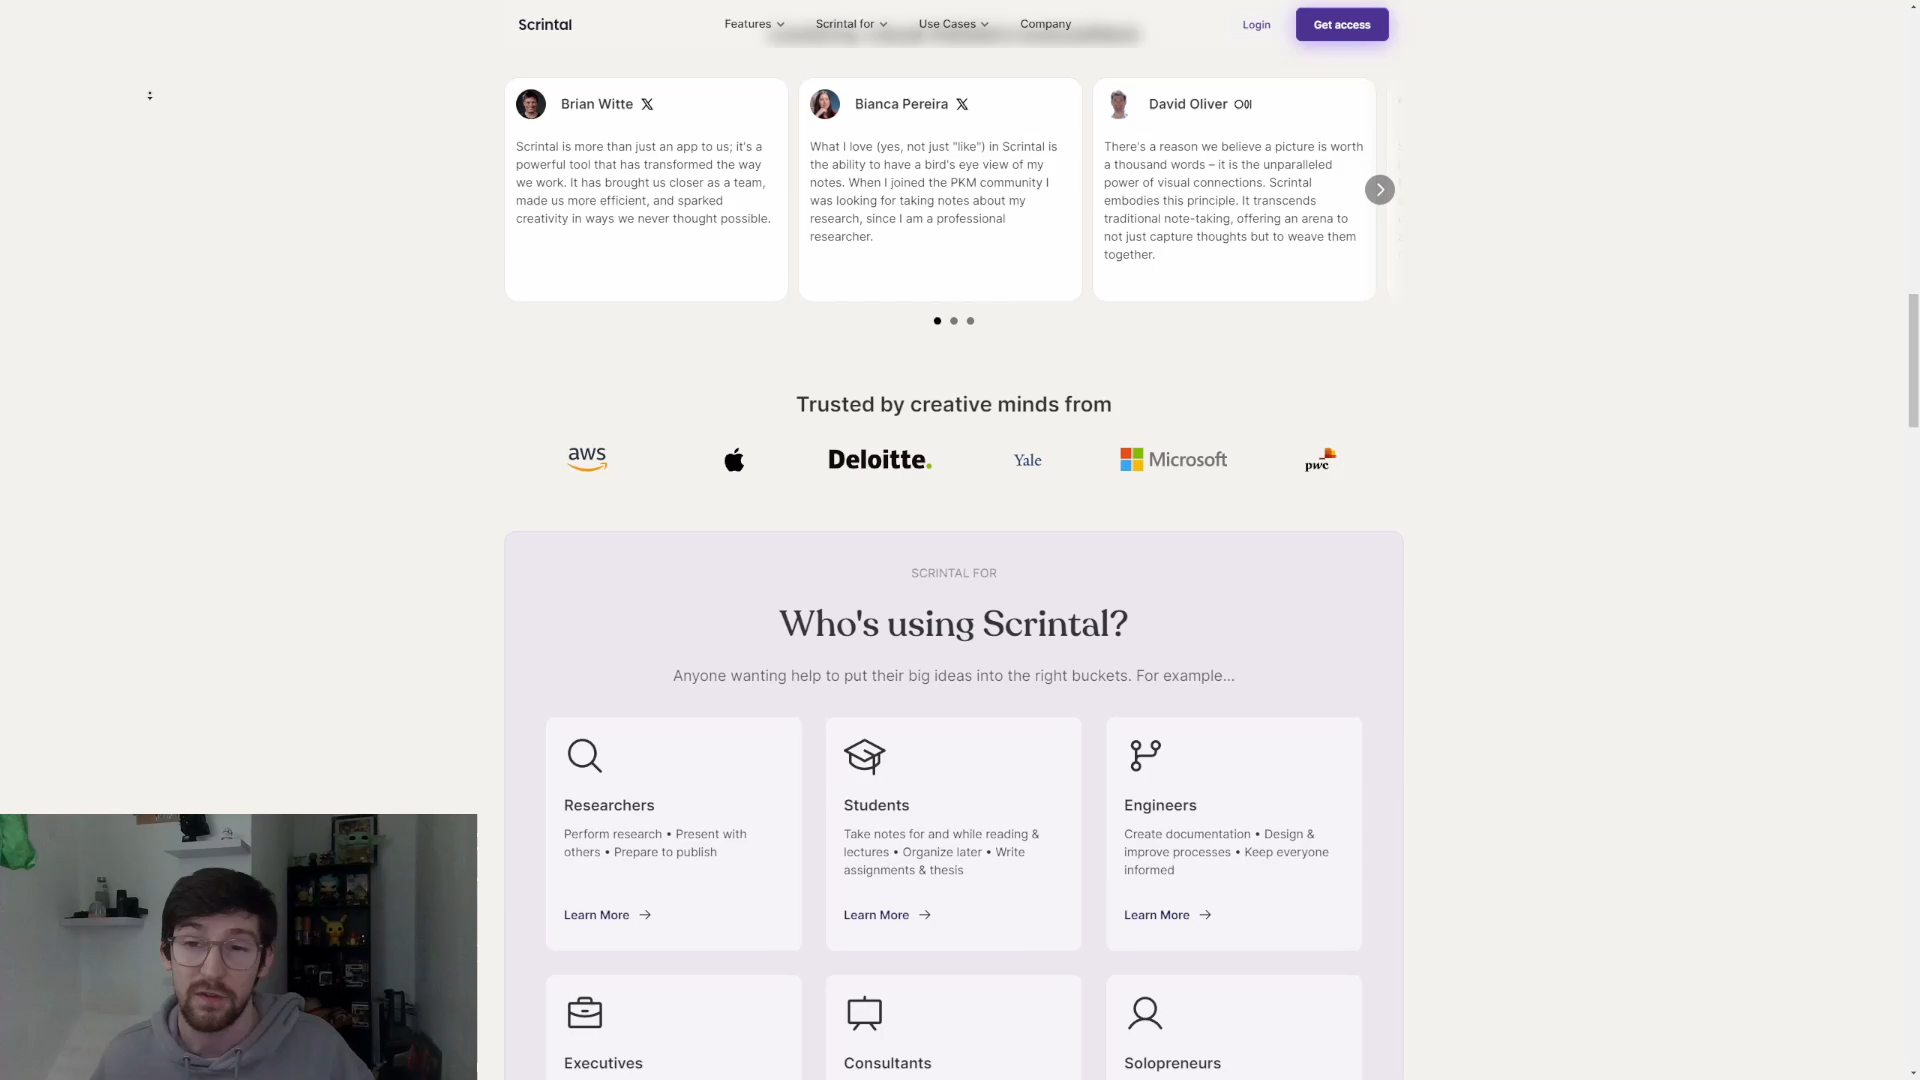 Scrintal
Features
Scrintal for
Use Cases
Company
Login
Get access
Brian Witte
Scrintal is more than just an app to us; it's a
powerful tool that has transformed the way
we work. It has brought us closer as a team,
made us more efficient, and sparked
creativity in ways we never thought possible.
Bianca Pereira
What I love (yes, not just "like") in Scrintal is
the ability to have a bird's eye view of my
notes. When I joined the PKM community I
was looking for taking notes about my
research, since I am a professional
researcher.
David Oliver
There's a reason we believe a picture is worth
a thousand words – it is the unparalleled
power of visual connections. Scrintal
embodies this principle. It transcends
traditional note-taking, offering an arena to
not just capture thoughts but to weave them
together.
Trusted by creative minds from
aws
Deloitte.
Yale
Microsoft
pwc
SCRINTAL FOR
Who's using Scrintal?
Anyone wanting help to put their big ideas into the right buckets. For example...
Researchers
Perform research • Present with
others • Prepare to publish
Learn More
Students
Take notes for and while reading &
lectures • Organize later • Write
assignments & thesis
Learn More
Engineers
Create documentation • Design &
improve processes • Keep everyone
informed
Learn More
Executives
Consultants
Solopreneurs